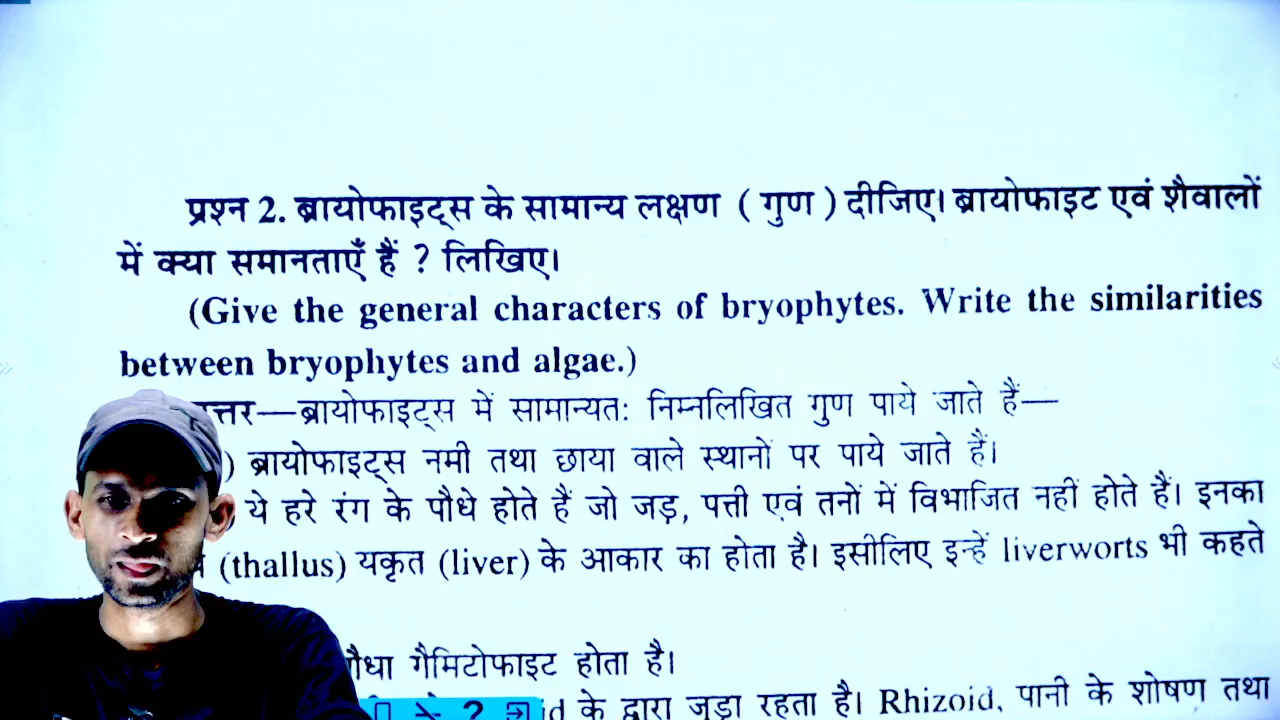 प्रश्न 2. ब्रायोफाइट्स के सामान्य लक्षण ( गुण ) दीजिए। ब्रायोफाइट एवं शैवालों
में क्या समानताएँ हैं ? लिखिए।
(Give the general characters of bryophytes. Write the similarities
between bryophytes and algae.)
—ब्रायोफाइट्स में सामान्यत: निम्नलिखित गुण पाये जाते हैं—
) ब्रायोफाइट्स नमी तथा छाया वाले स्थानों पर पाये जाते हैं।
ये हरे रंग के पौधे होते हैं जो जड़, पत्ती एवं तनों में विभाजित नहीं होते हैं। इनका
(thallus) यकृत (liver) के आकार का होता है। इसीलिए इन्हें liverworts भी कहते
गैमिटोफाइट होता है।
के द्वारा जुड़ा रहता है। Rhizoid, पानी के शोषण तथा